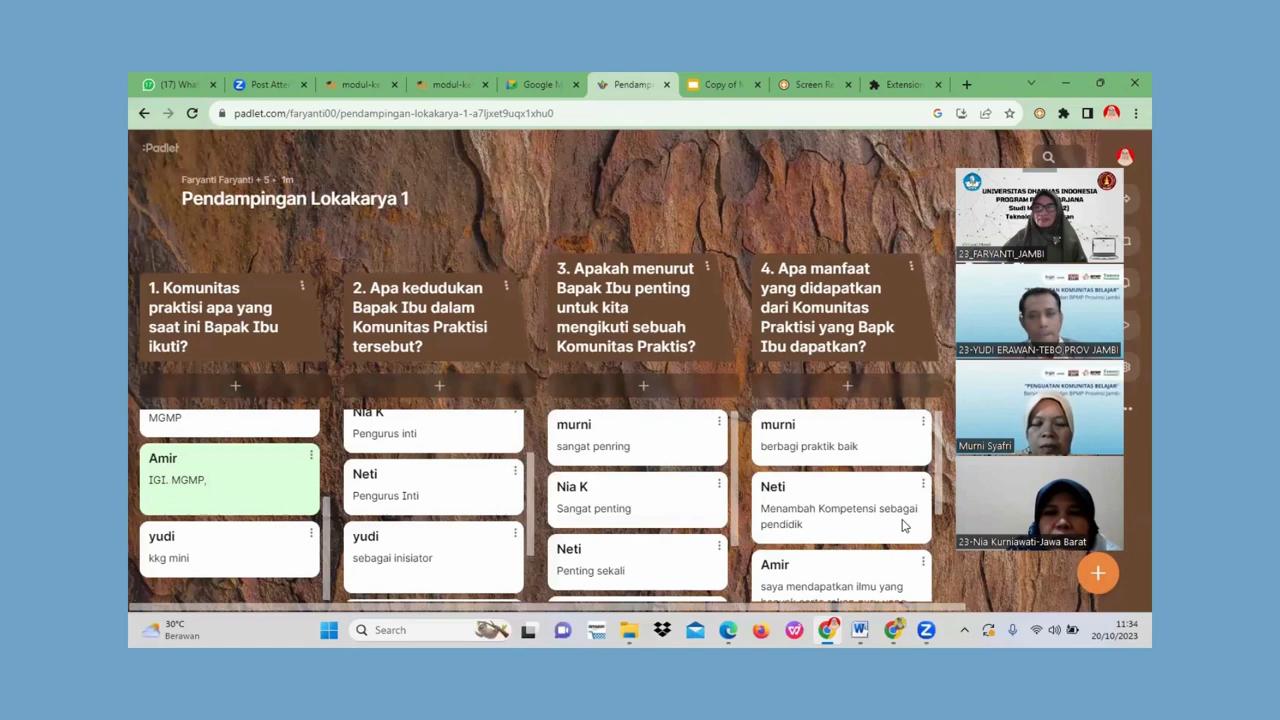 (17) Wha
Post Atte
modul-ke
modul-ke
Google M
Pendamp
Copy of
Screen Re
Extension
padlet.com/faryanti00/pendampingan-lokakarya-1-a7ljxet9uqx1xhu0
:Padlet
Faryanti Faryanti + 5 • 1m
Pendampingan Lokakarya 1
1. Komunitas
praktisi apa yang
saat ini Bapak Ibu
ikuti?
2. Apa kedudukan
Bapak Ibu dalam
Komunitas Praktisi
tersebut?
3. Apakah menurut
Bapak Ibu penting
untuk kita
mengikuti sebuah
Komunitas Praktis?
4. Apa manfaat
yang didapatkan
dari Komunitas
Praktisi yang Bapk
Ibu dapatkan?
MGMP
Amir
IGI. MGMP,
yudi
kkg mini
Nia K
Pengurus inti
Neti
Pengurus Inti
yudi
sebagai inisiator
murni
sangat penring
Nia K
Sangat penting
Neti
Penting sekali
murni
berbagi praktik baik
Neti
Menambah Kompetensi sebagai
pendidik
Amir
saya mendapatkan ilmu yang
UNIVERSITAS DHARMAS INDONESIA
23_FARYANTI_JAMBI
23-YUDI ERAWAN-TEBO PROV JAMBI
Murni Syafri
23-Nia Kurniawati-Jawa Barat
30°C
Berawan
Search
11:34
20/10/2023